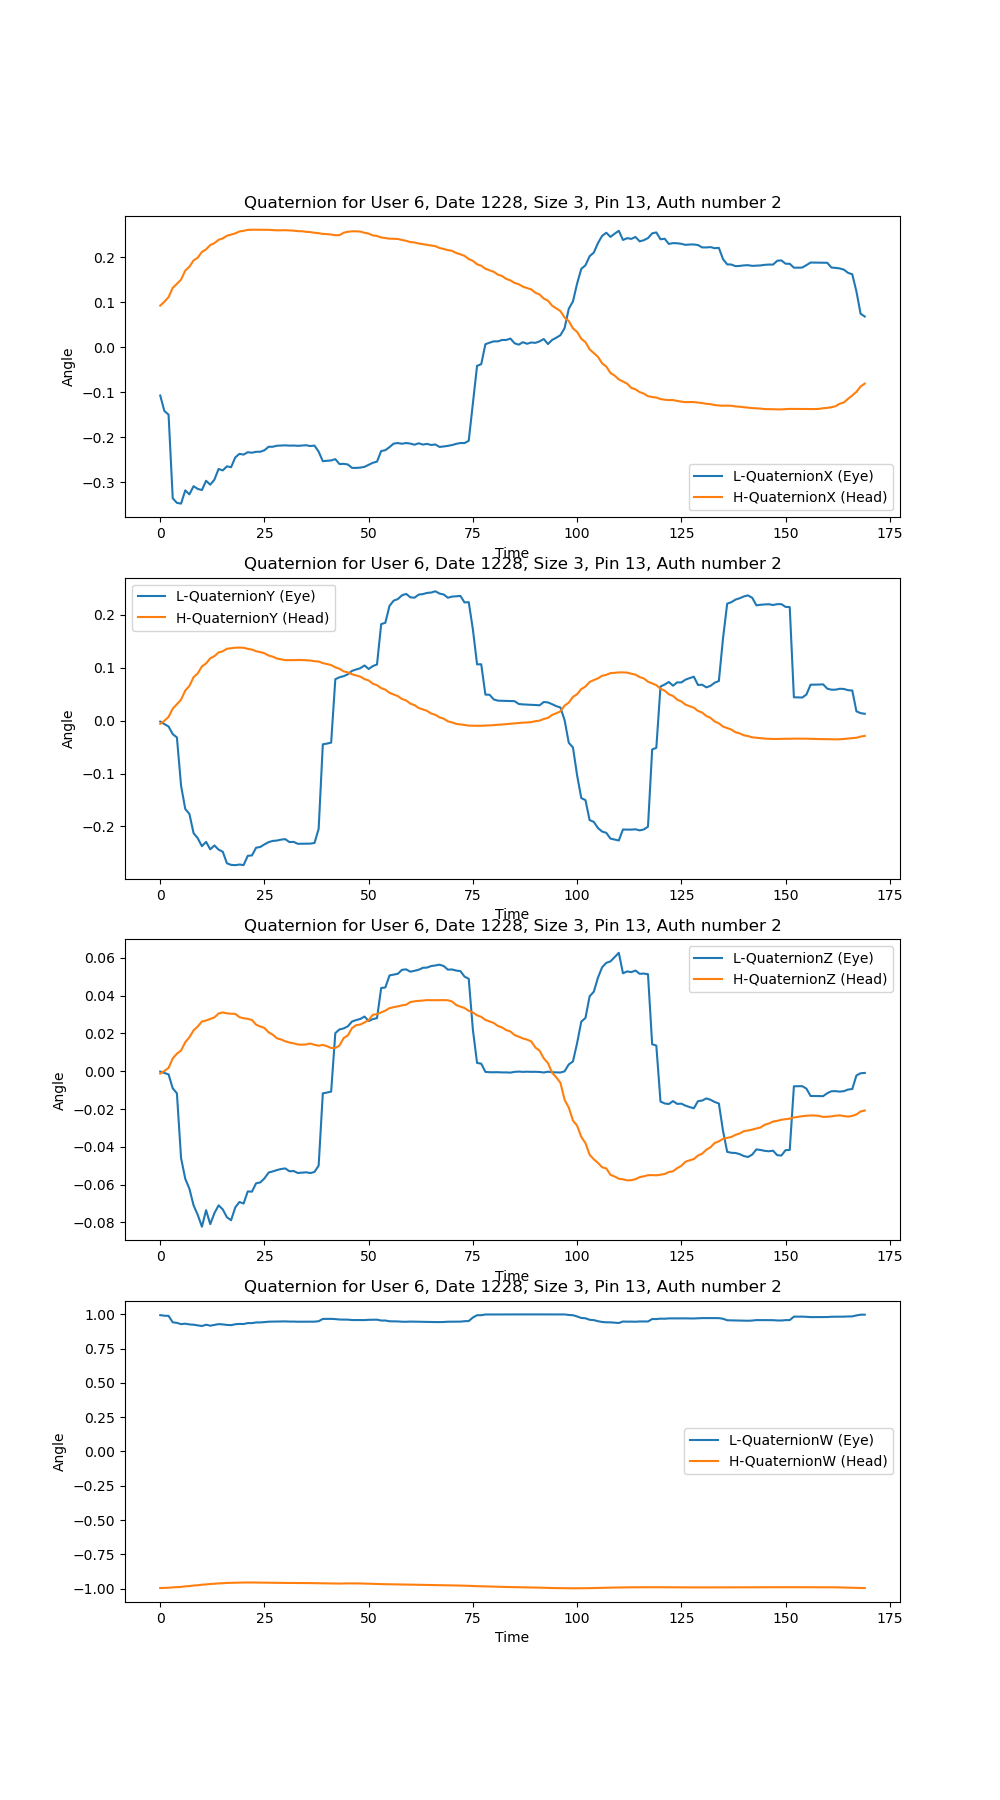 Quaternion for User 6, Date 1228, Size 3, Pin 13, Auth number 2
0.2
0.1
0.0
−0.1
−0.2
−0.3
Angle
L-QuaternionX (Eye)
H-QuaternionX (Head)
0 25 50 75 100 125 150 175
Time
Quaternion for User 6, Date 1228, Size 3, Pin 13, Auth number 2
L-QuaternionY (Eye)
H-QuaternionY (Head)
0.2
0.1
0.0
−0.1
−0.2
Angle
0 25 50 75 100 125 150 175
Time
Quaternion for User 6, Date 1228, Size 3, Pin 13, Auth number 2
L-QuaternionZ (Eye)
H-QuaternionZ (Head)
0.06
0.04
0.02
0.00
−0.02
−0.04
−0.06
−0.08
Angle
0 25 50 75 100 125 150 175
Time
Quaternion for User 6, Date 1228, Size 3, Pin 13, Auth number 2
1.00
0.75
0.50
0.25
0.00
−0.25
−0.50
−0.75
−1.00
Angle
L-QuaternionW (Eye)
H-QuaternionW (Head)
0 25 50 75 100 125 150 175
Time